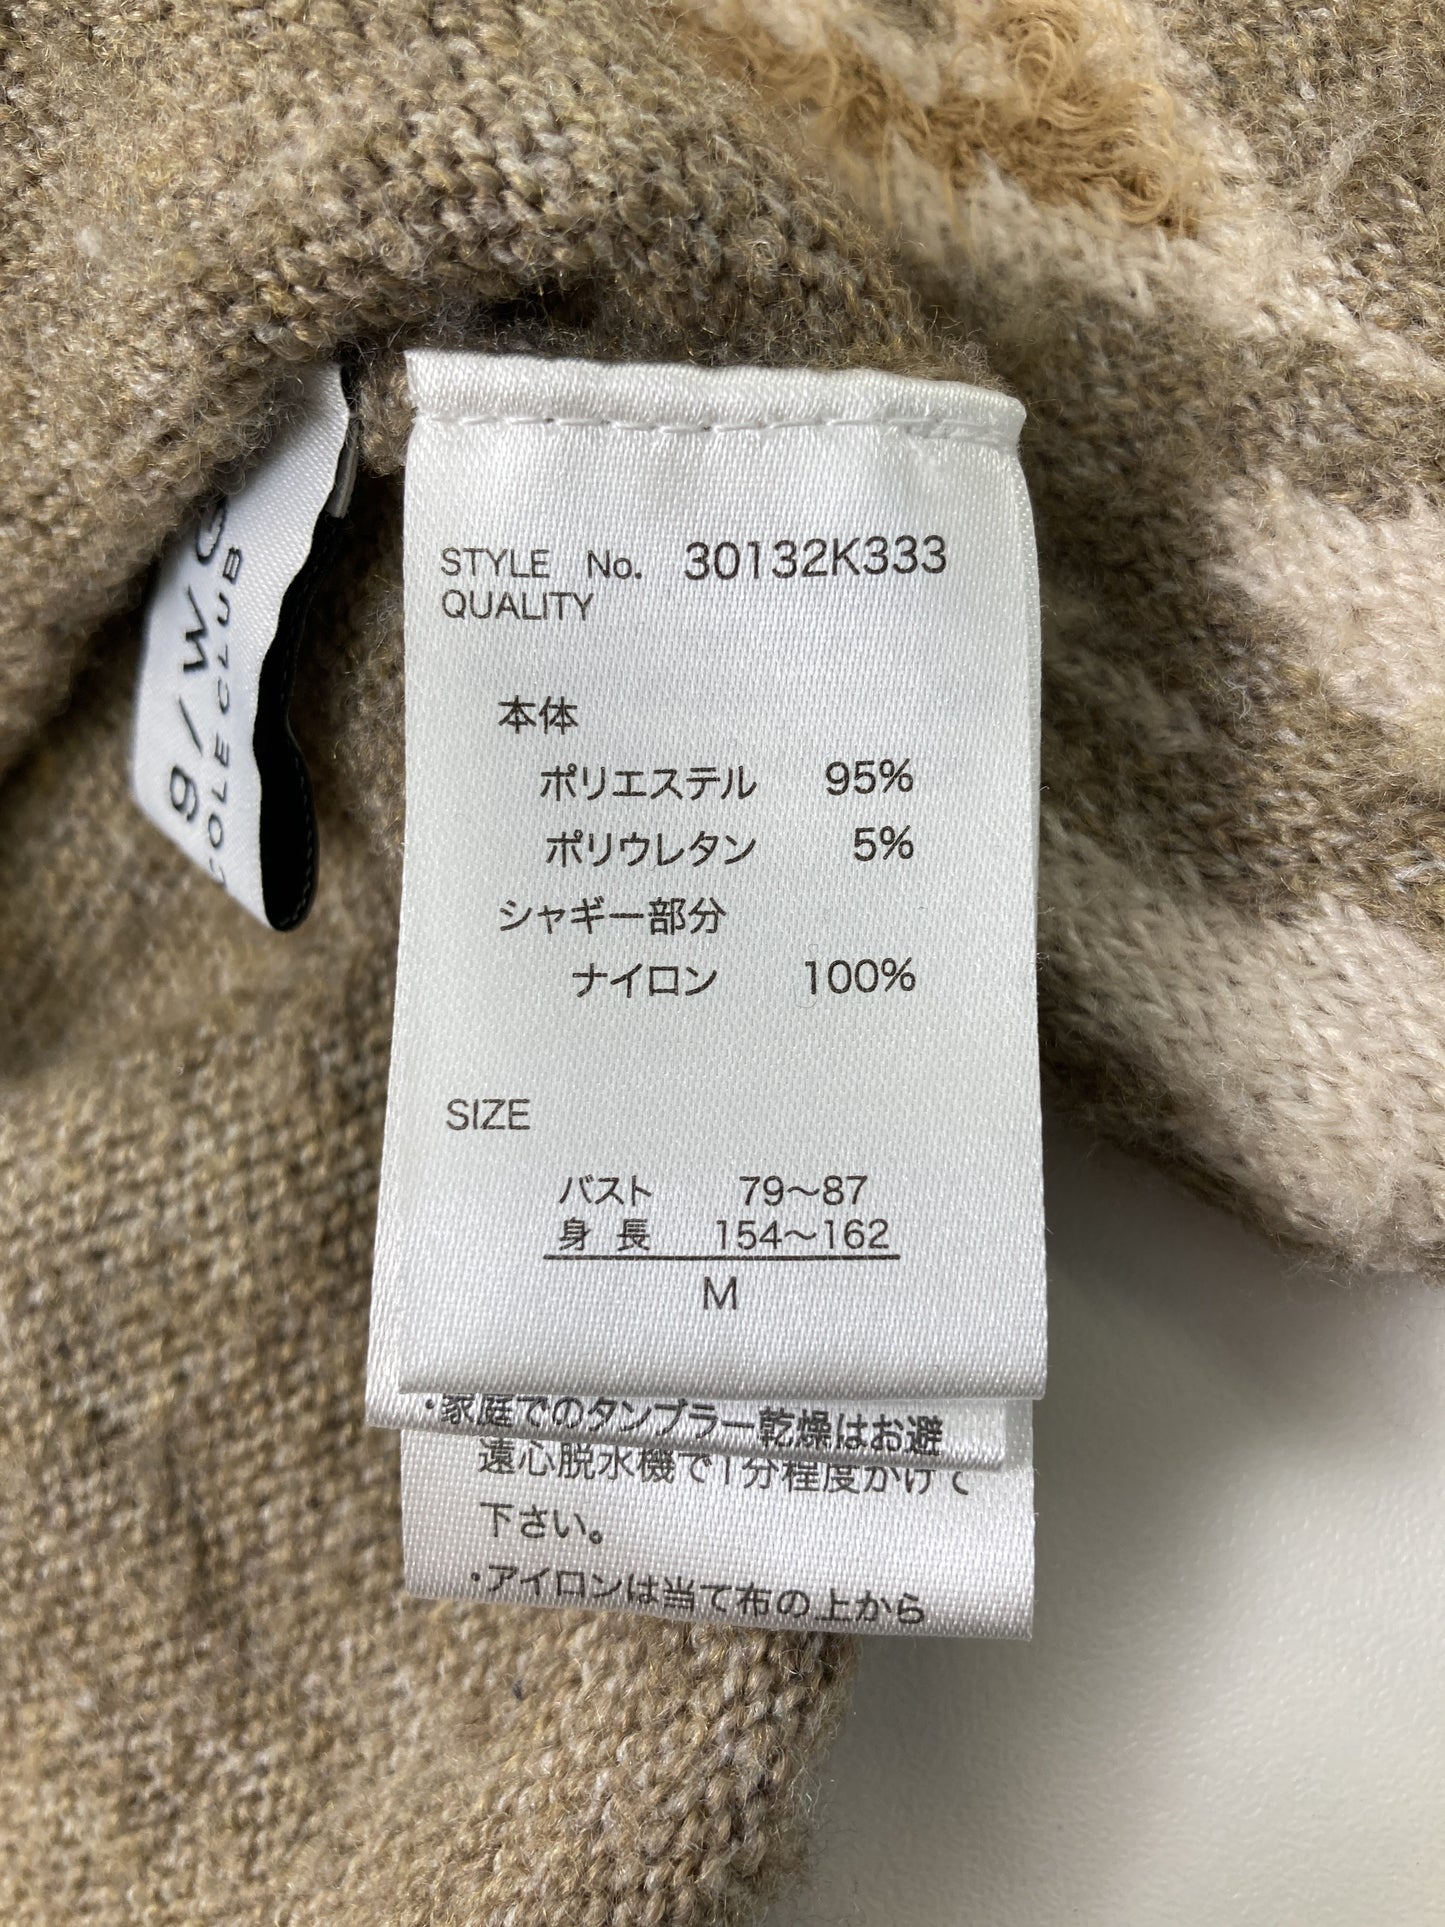 STYLE No. 30132K333
QUALITY
本体
ポリエステル 95%
ポリウレタン 5%
シャギー部分
ナイロン 100%
SIZE
バスト 79〜87
身長 154〜162
M
・家庭でのタンブラー乾燥はお避
遠心脱水機で1分程度かけて
下さい。
・アイロンは当て布の上から
g/w
COLE CTUB